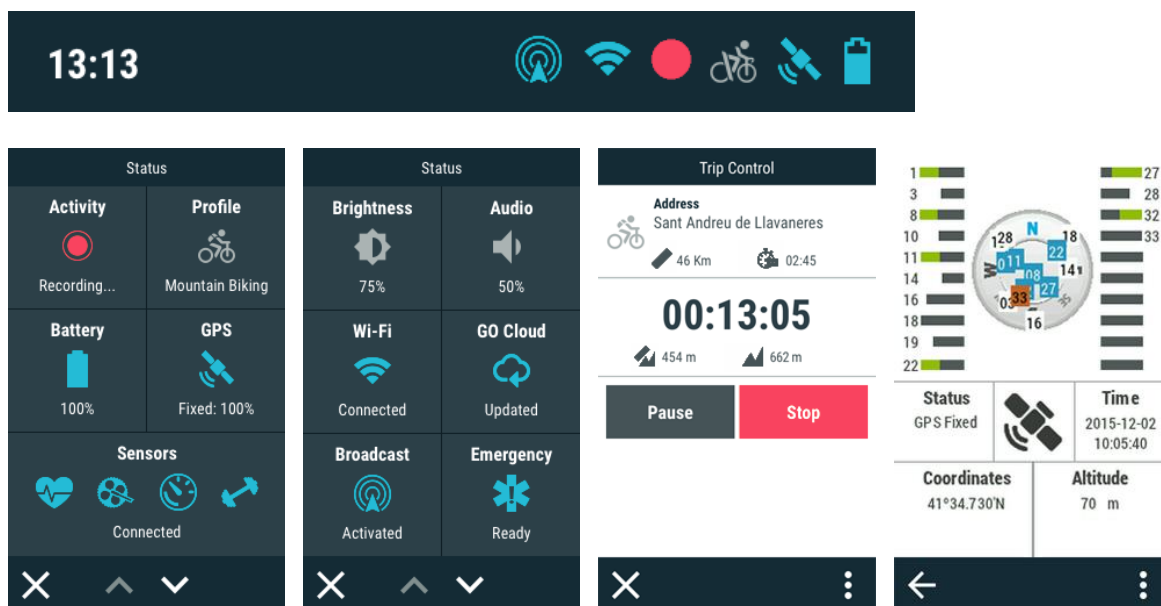 13:13
Status
Activity Profile
Recording... Mountain Biking
Battery GPS
100% Fixed: 100%
Sensors
Connected
Status
Brightness Audio
75% 50%
Wi-Fi GO Cloud
Connected Updated
Broadcast Emergency
Activated Ready
Trip Control
Address
Sant Andreu de Llavaneres
46 Km 02:45
00:13:05
454 m 662 m
Pause Stop
1 27
3 28
8 32
10 33
11
14
16
18
19
22
N
28 18
11 22
08 14
33 27
16
Status Time
GPS Fixed 2015-12-02
10:05:40
Coordinates Altitude
41°34.730'N 70 m